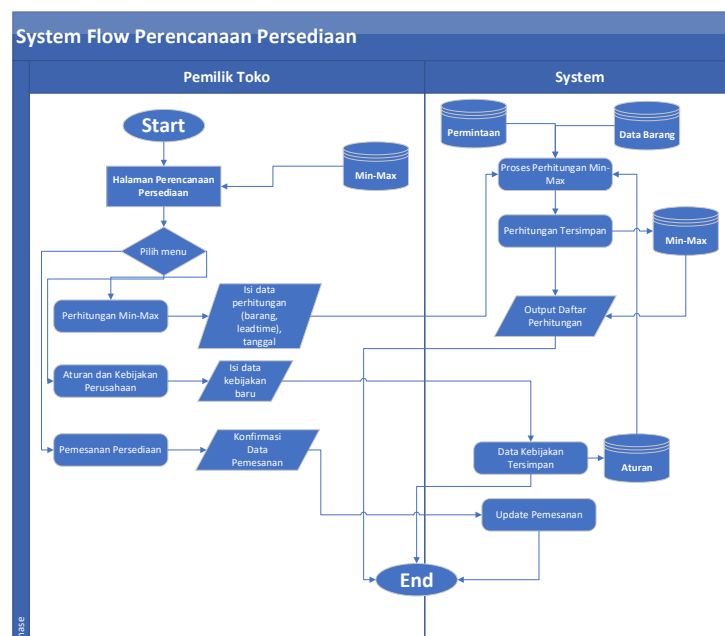 System Flow Perencanaan Persediaan
Pemilik Toko
System
Start
Permintaan
Data Barang
Halaman Perencanaan
Persediaan
Min-Max
Proses Perhitungan Min-
Max
Pilih menu
Perhitungan Tersimpan
Min-Max
Perhitungan Min-Max
Isi data
perhitungan
(barang,
leadtime),
tanggal
Output Daftar
Perhitungan
Aturan dan Kebijakan
Perusahaan
Isi data
kebijakan
baru
Pemesanan Persediaan
Konfirmasi
Data
Pemesanan
Data Kebijakan
Tersimpan
Aturan
Update Pemesanan
End